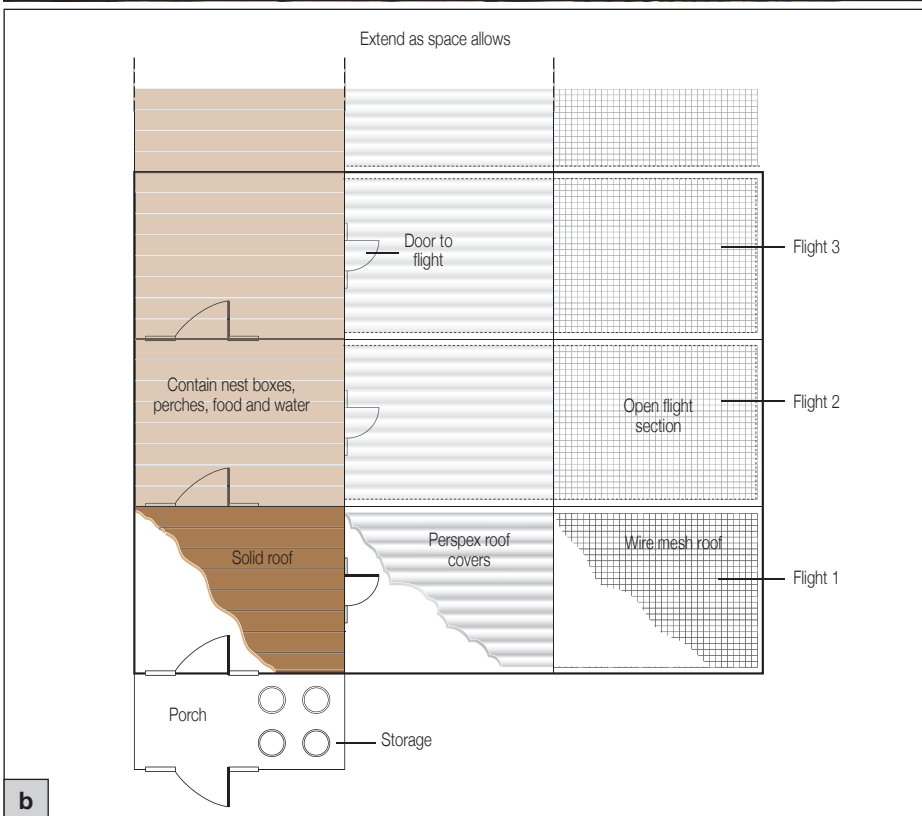 Extend as space allows
Door to
flight
Flight 3
Contain nest boxes,
perches, food and water
Open flight
section
Flight 2
Solid roof
Perspex roof
covers
Wire mesh roof
Flight 1
Porch
Storage
b